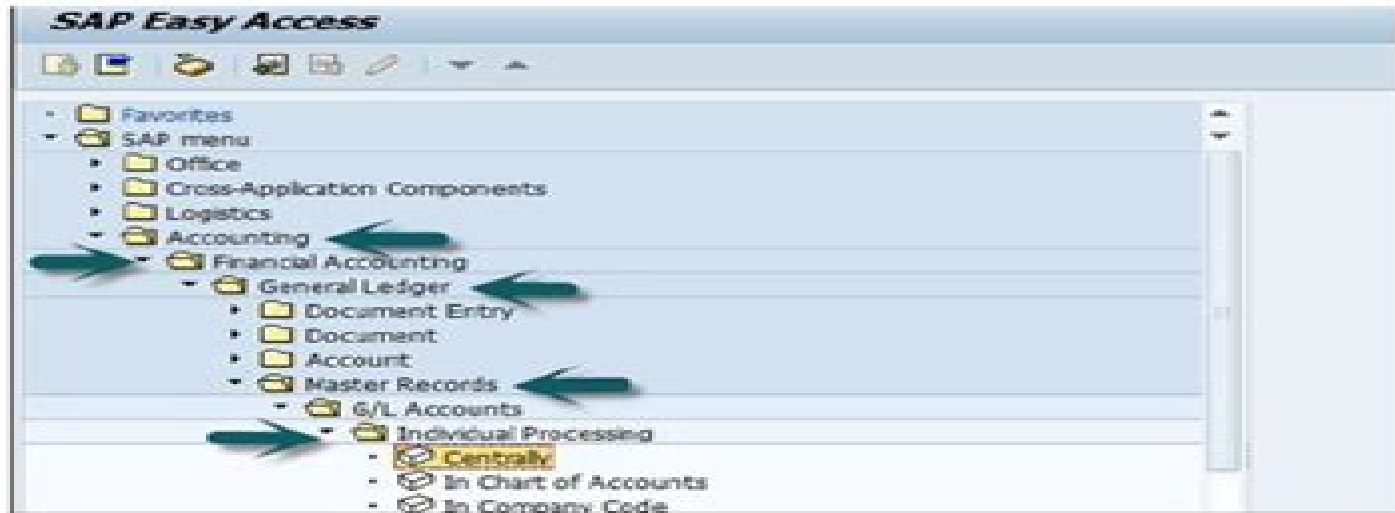 SAP Easy Access
Favorites
SAP menu
Office
Cross-Application Components
Logistics
Accounting
Financial Accounting
General Ledger
Document Entry
Document
Account
Master Records
G/L Accounts
Individual Processing
Centrally
In Chart of Accounts
In Company Code